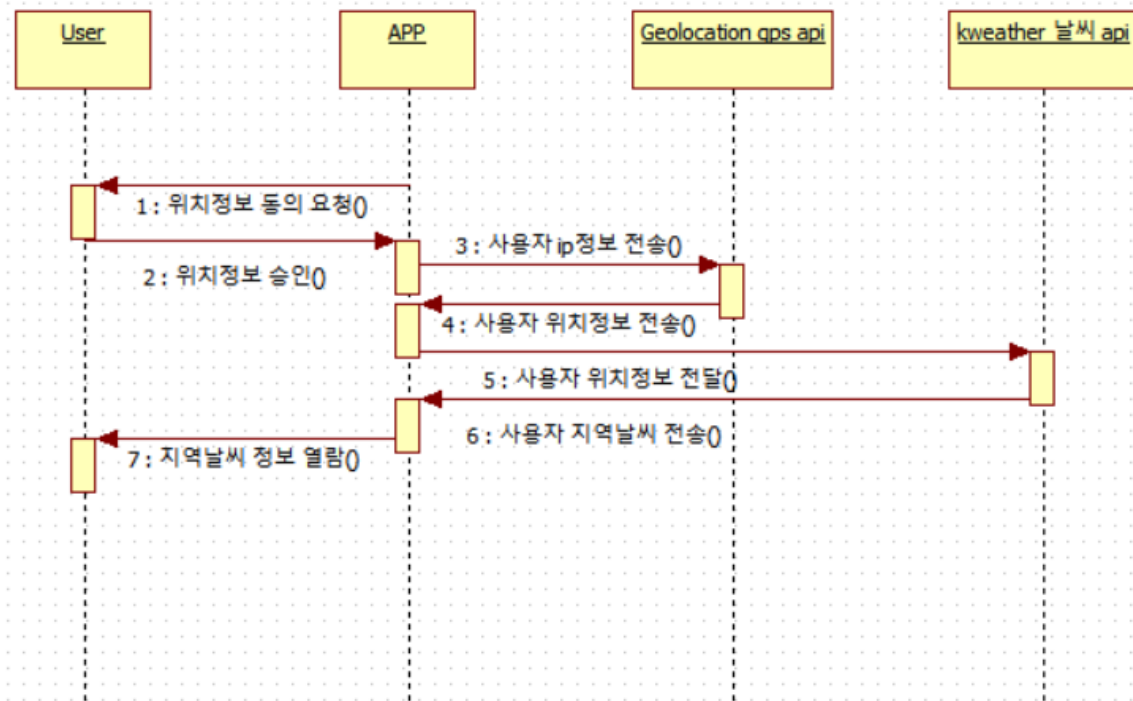 User
APP
Geolocation gps api
kweather 날씨 api
1 : 위치정보 동의 요청()
2 : 위치정보 승인()
3 : 사용자 ip정보 전송()
4 : 사용자 위치정보 전송()
5 : 사용자 위치정보 전달()
6 : 사용자 지역날씨 전송()
7 : 지역날씨 정보 열람()